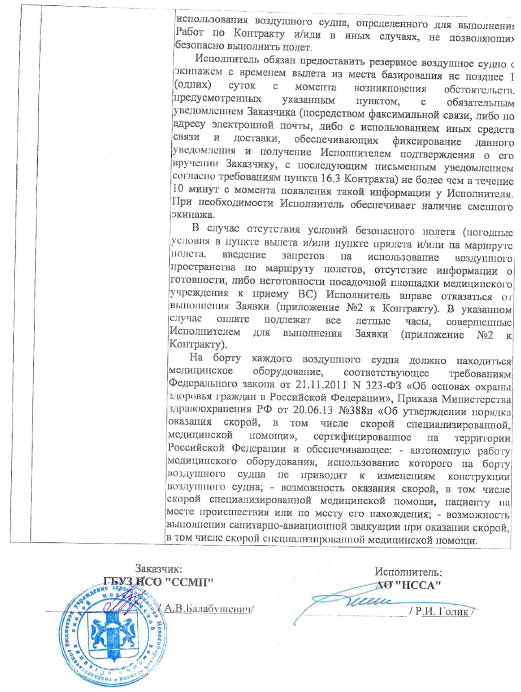 использования воздушного судна, определенного для выполнения
Работ по Контракту и/или в иных случаях, не позволяющих
безопасно выполнить полет.
Исполнитель обязан предоставить резервное воздушное судно с
экипажем с временем вылета из места базирования не позднее 1
(одних) суток с момента возникновения обстоятельств,
предусмотренных указанным пунктом, с обязательным
уведомлением Заказчика (посредством факсимильной связи, либо по
адресу электронной почты, либо с использованием иных средств
связи и доставки, обеспечивающих фиксирование данного
уведомления и получение Исполнителем подтверждения о его
вручении Заказчику, с последующим письменным уведомлением
согласно требованиям пункта 16.3 Контракта) не более чем в течение
10 минут с момента появления такой информации у Исполнителя.
При необходимости Исполнитель обеспечивает наличие сменного
экипажа.
В случае отсутствия условий безопасного полета (погодные
условия в пункте вылета и/или пункте прилета и/или на маршруте
полета, введение запретов на использование воздушного
пространства по маршруту полетов, отсутствие информации о
готовности, либо неготовности посадочной площадки медицинского
учреждения к приему ВС) Исполнитель вправе отказаться от
выполнения Заявки (приложение №2 к Контракту). В указанном
случае оплате подлежат все летные часы, совершенные
Исполнителем для выполнения Заявки (приложение №2 к
Контракту).
На борту каждого воздушного судна должно находиться
медицинское оборудование, соответствующее требованиям
Федерального закона от 21.11.2011 N 323-ФЗ «Об основах охраны
здоровья граждан в Российской Федерации», Приказа Министерства
здравоохранения РФ от 20.06.13 №388н «Об утверждении порядка
оказания скорой, в том числе скорой специализированной,
медицинской помощи», сертифицированное на территории
Российской Федерации и обеспечивающее: - автономную работу
медицинского оборудования, использование которого на борту
воздушного судна не приводит к изменениям конструкции
воздушного судна; - возможность оказания скорой, в том числе
скорой специализированной медицинской помощи, пациенту на
месте происшествия или по месту его нахождения; - возможность
выполнения санитарно-авиационной эвакуации при оказании скорой,
в том числе скорой специализированной медицинской помощи.
Заказчик:
ГБУЗ НСО "ССМП"
/ А.В.Балабушевич/
Исполнитель:
АО "НССА"
/ Р.И. Голик /